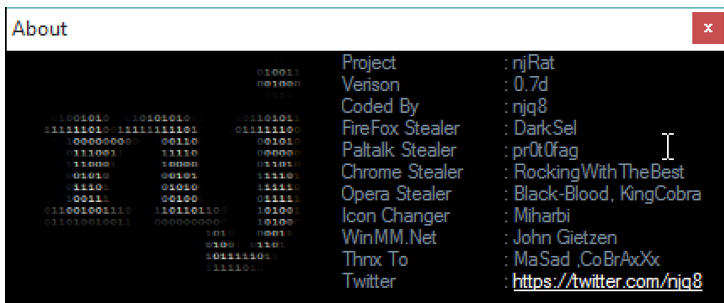 About
x
Project : njRat
Verison : 0.7d
Coded By : njq8
FireFox Stealer : DarkSel
Paltalk Stealer : pr0t0fag
Chrome Stealer : RockingWithTheBest
Opera Stealer : Black-Blood, KingCobra
Icon Changer : Miharbi
WinMM.Net : John Gietzen
Thnx To : MaSad ,CoBrAxXx
Twitter : https://twitter.com/njq8